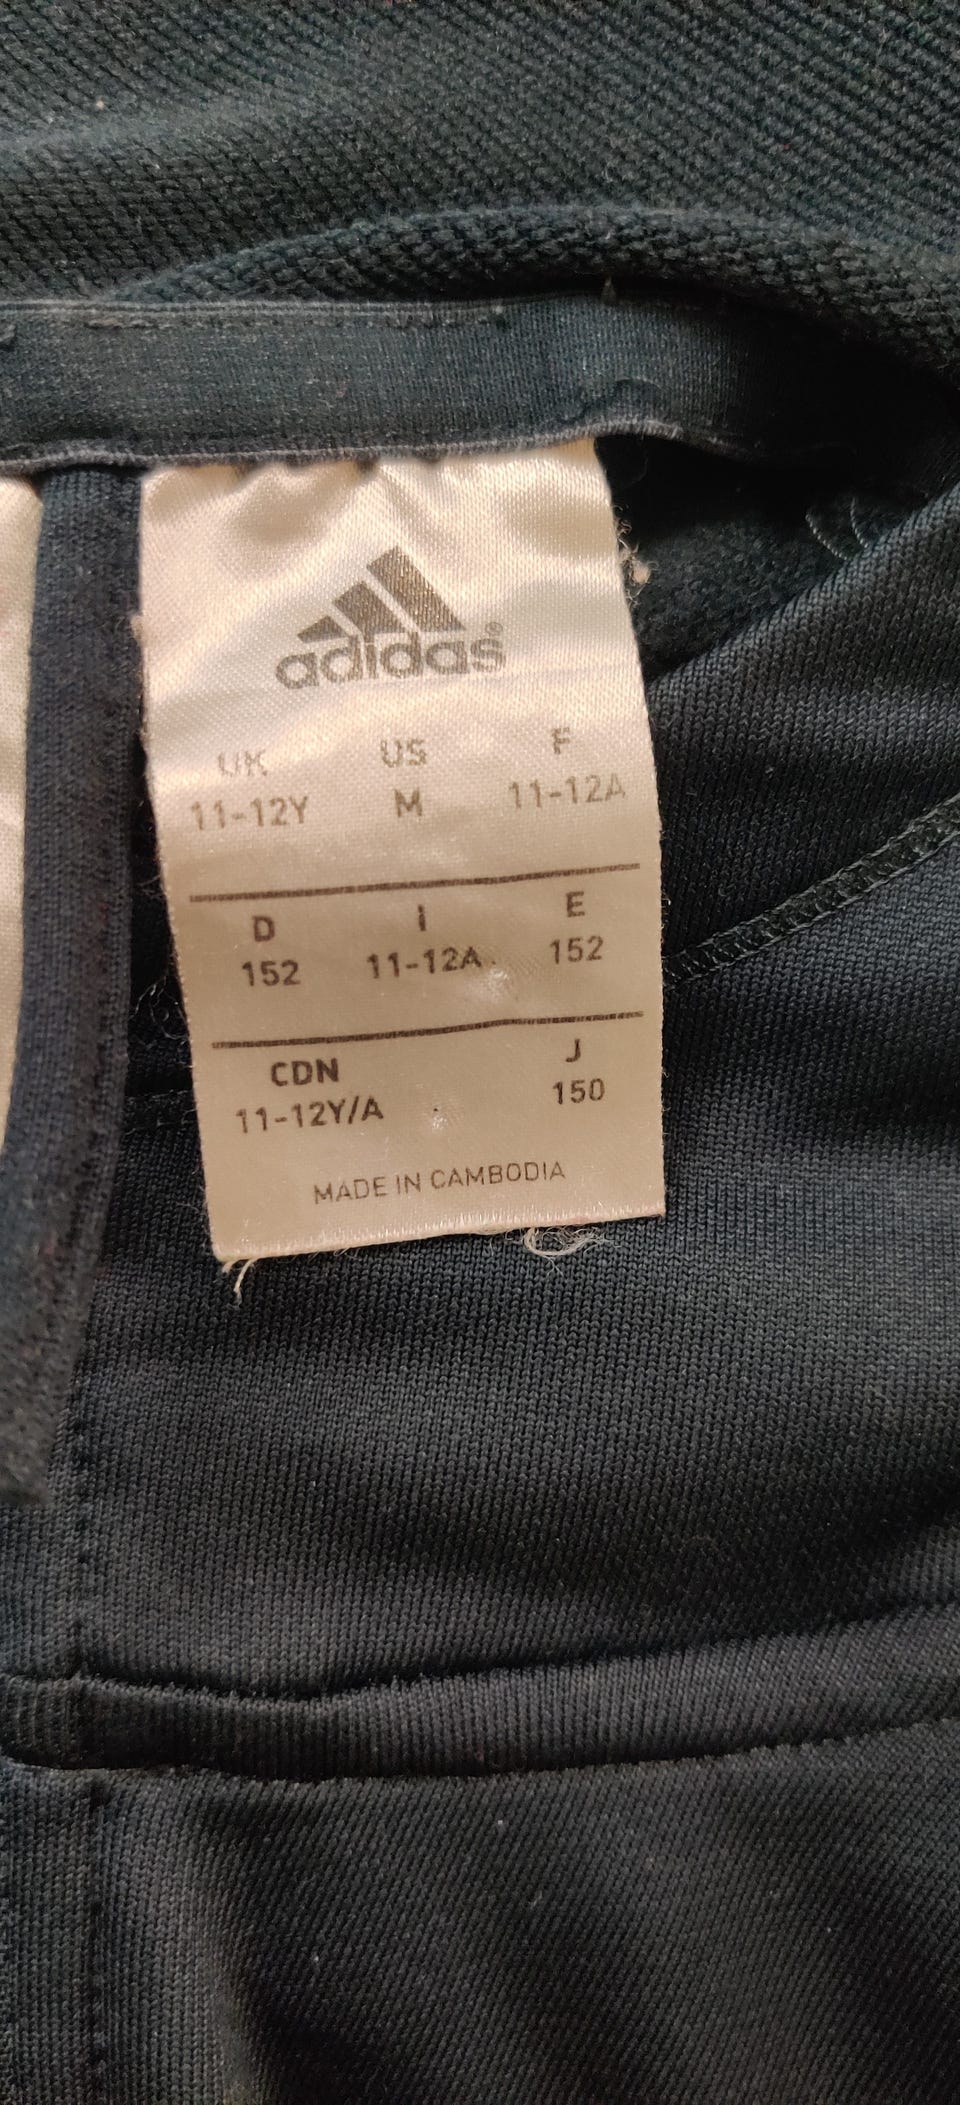 adidas®
UK US F
11-12Y M 11-12A
D I E
152 11-12A 152
CDN J
11-12Y/A 150
MADE IN CAMBODIA